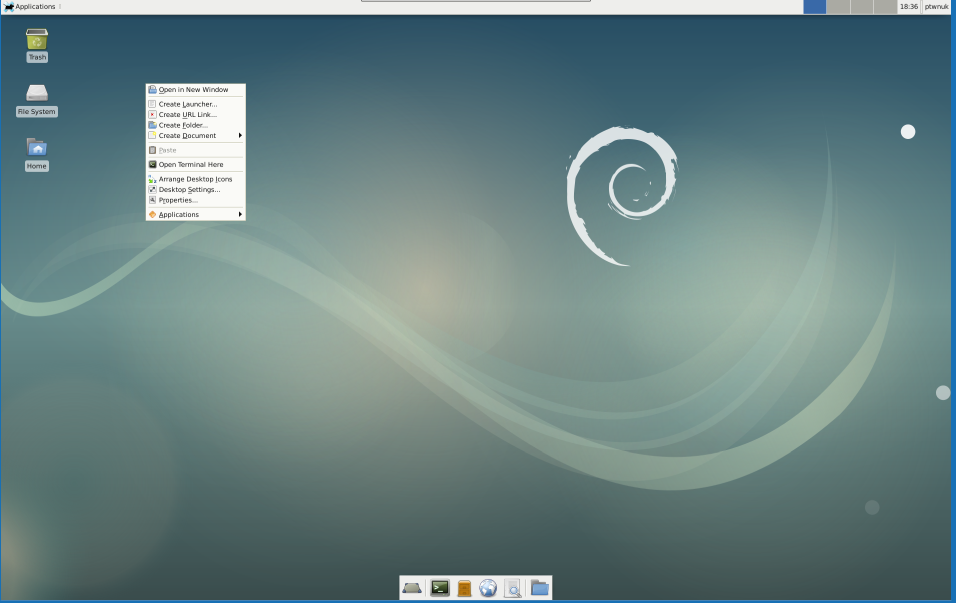 Applications
18:36
ptwnuk
Trash
File System
Home
Open in New Window
Create Launcher...
Create URL Link...
Create Folder...
Create Document
Paste
Open Terminal Here
Arrange Desktop Icons
Desktop Settings...
Properties...
Applications